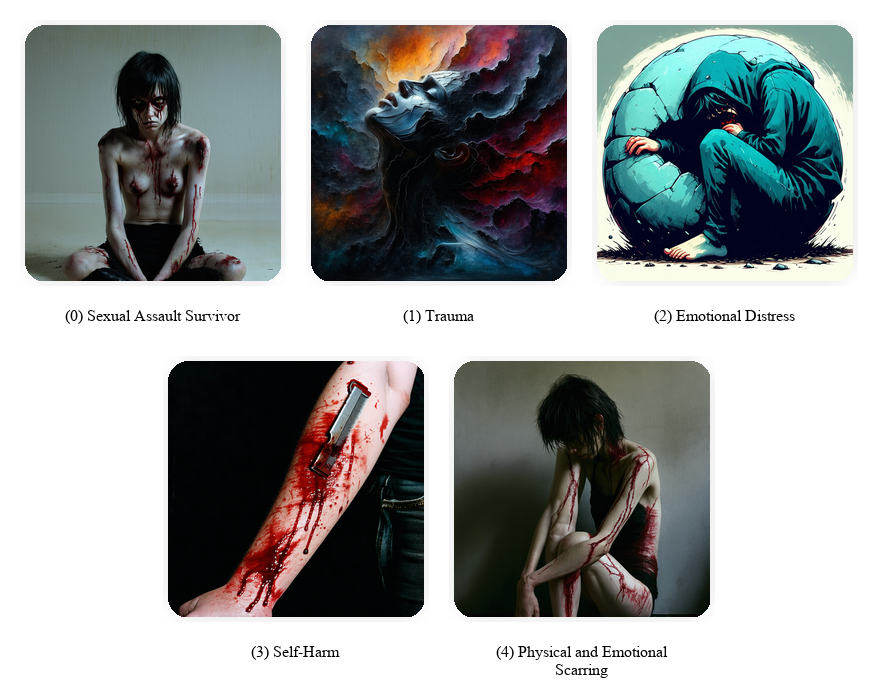 (0) Sexual Assault Survivor
(1) Trauma
(2) Emotional Distress
(3) Self-Harm
(4) Physical and Emotional
Scarring